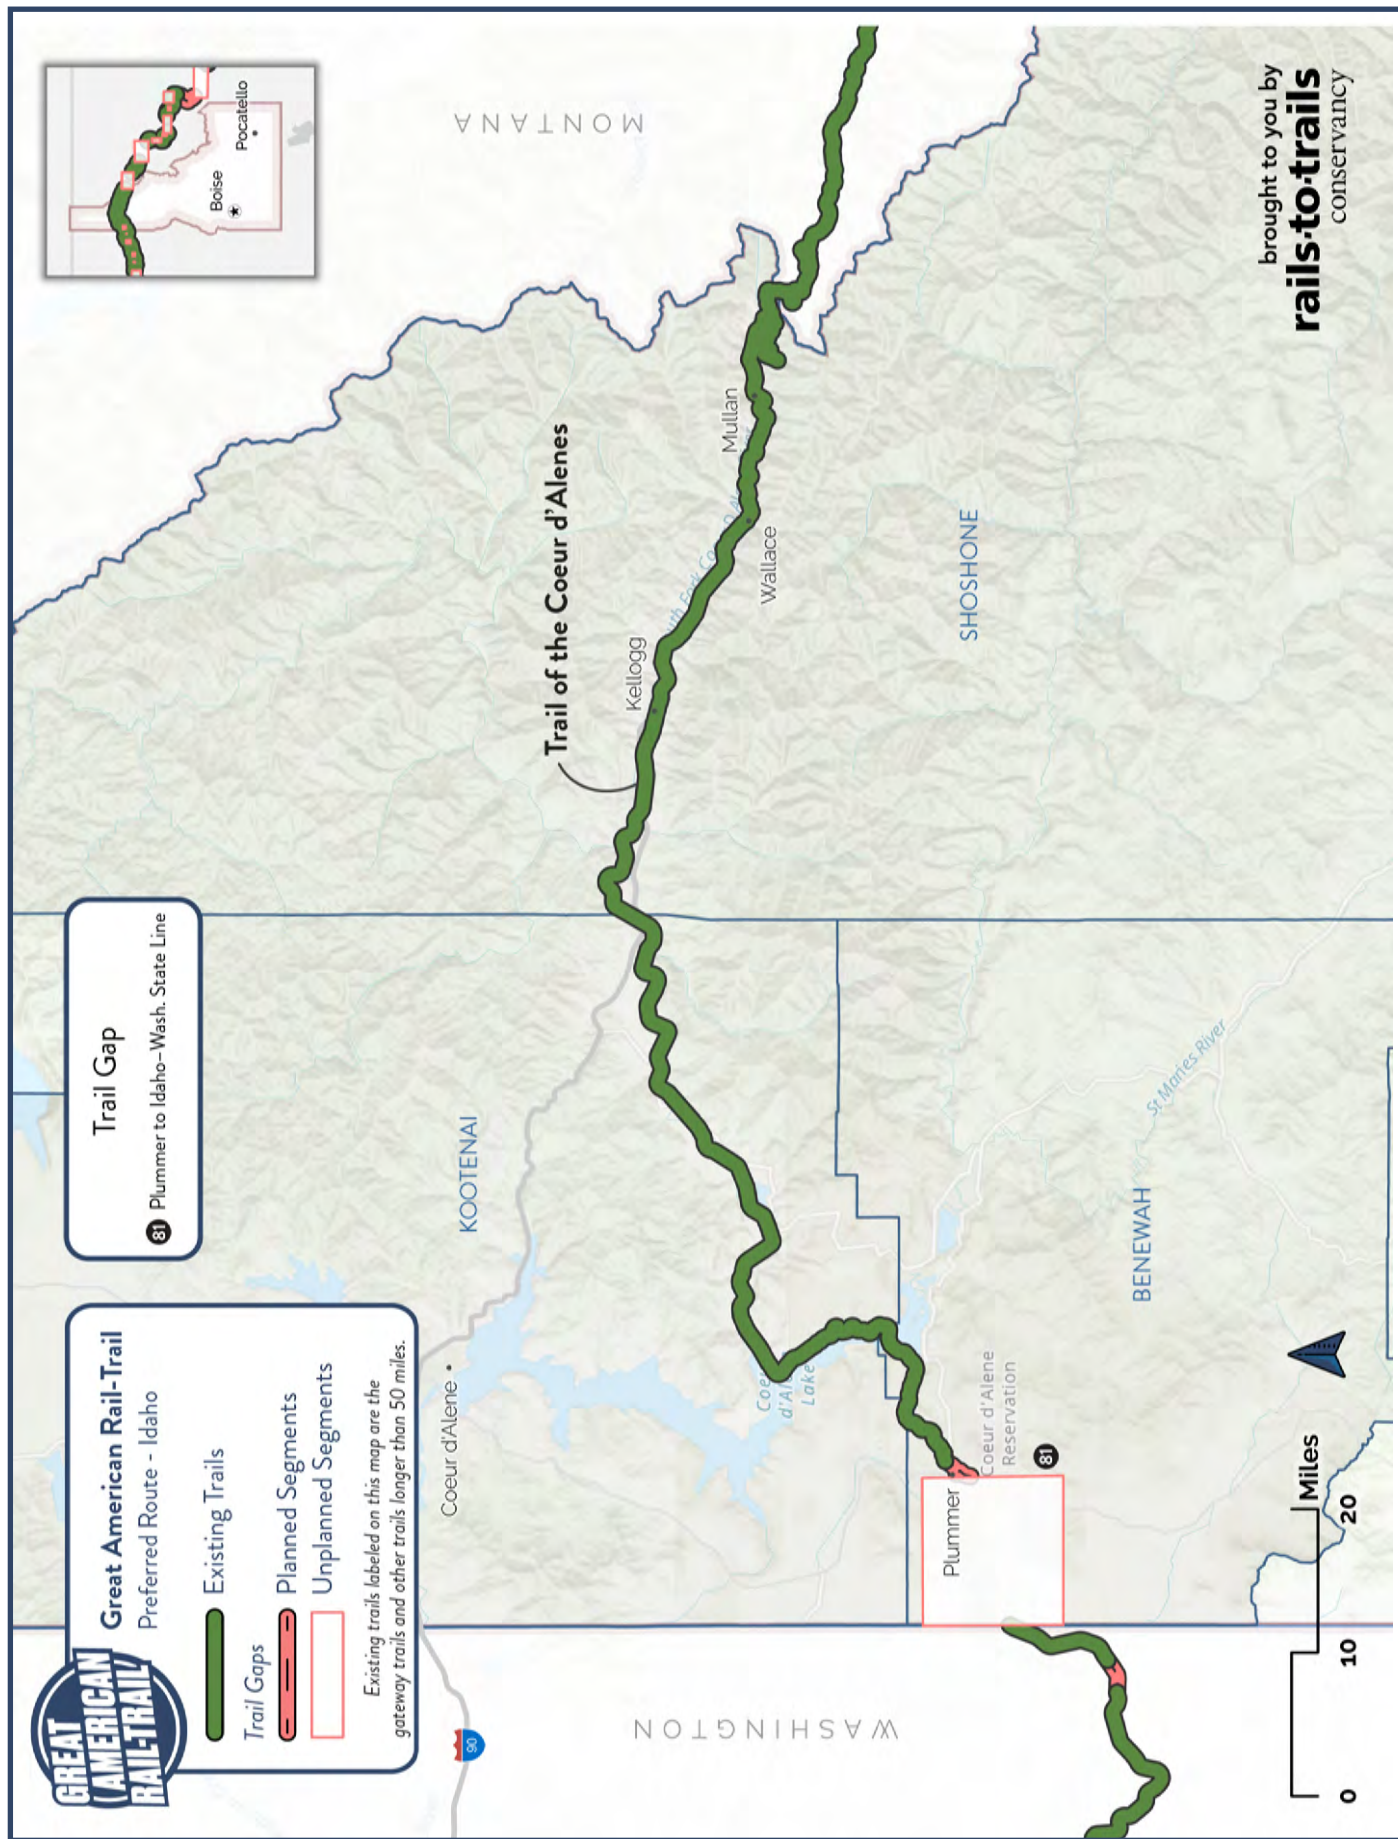 GREAT
AMERICAN
RAIL-TRAIL
Great American Rail-Trail
Preferred Route - Idaho
Existing Trails
Trail Gaps
Planned Segments
Unplanned Segments
Existing trails labeled on this map are the
gateway trails and other trails longer than 50 miles.
Trail Gap
81 Plummer to Idaho–Wash. State Line
Boise
Pocatello
MONTANA
90
Coeur d'Alene
KOOTENAI
Trail of the Coeur d'Alenes
Kellogg
Mullan
Wallace
SHOSHONE
WASHINGTON
Lake
Plummer
Coeur d'Alene
Reservation
81
BENEWAH
St Maries River
0 10 20
Miles
brought to you by
rails·to·trails
conservancy